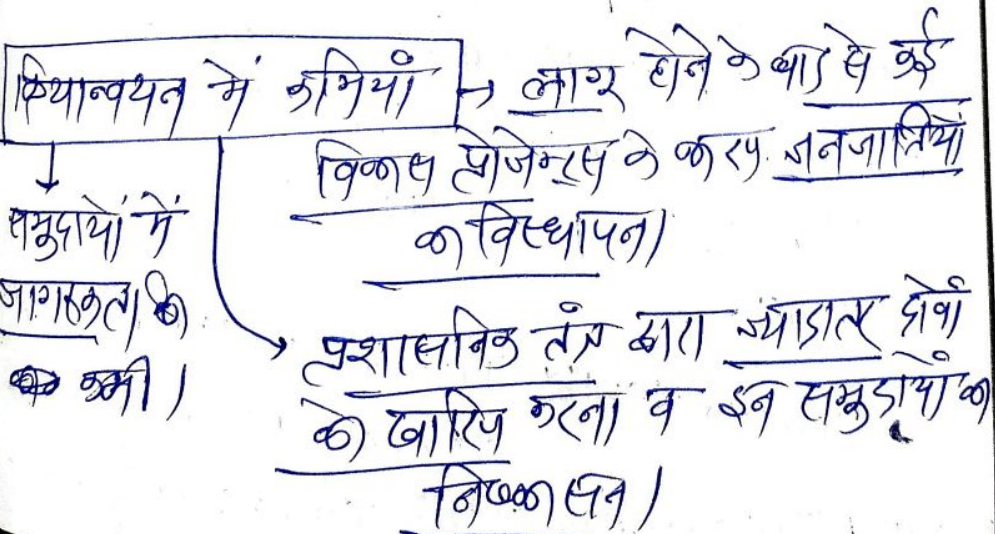 क्रियान्वयन में कमियां → लागू होने के बाद से कई
विकास प्रोजेक्ट्स के कारण जनजातियों
का विस्थापन।
समुदायों में
जागरूकता की
कमी।
प्रशासनिक तंत्र द्वारा ज्यादातर दावों
को खारिज करना व इन समुदायों का
निष्कासन।